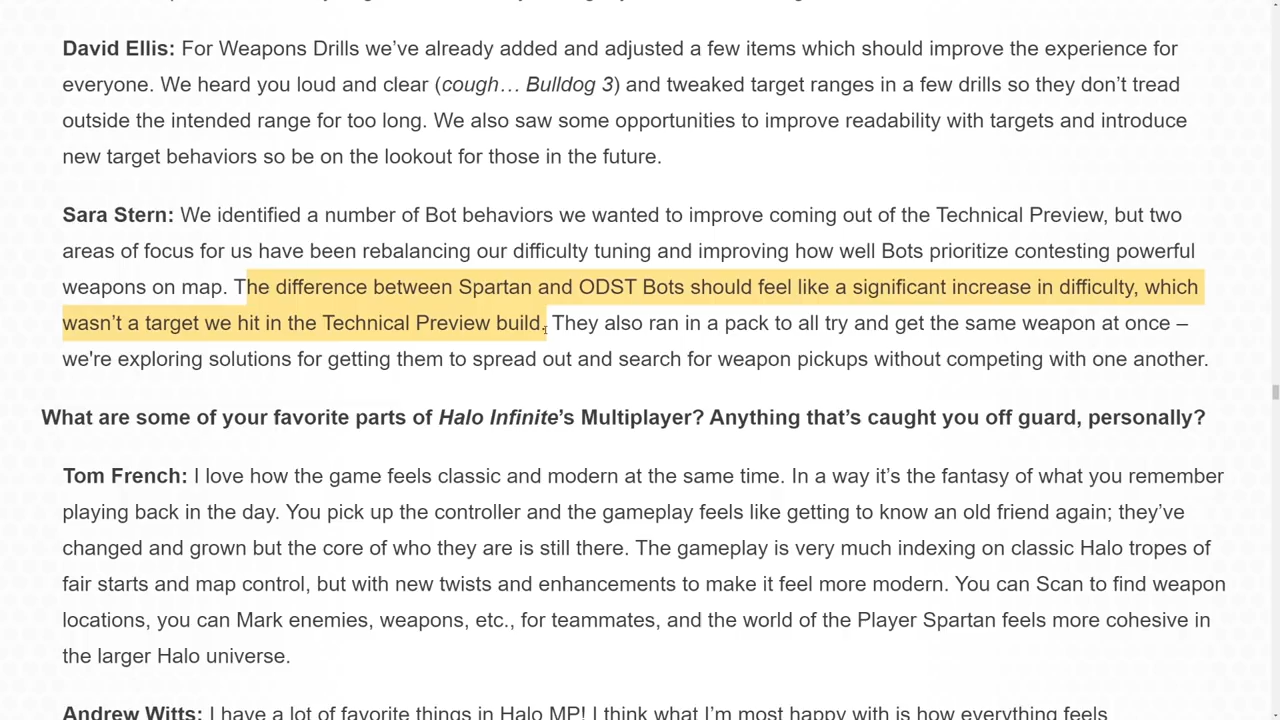 David Ellis: For Weapons Drills we’ve already added and adjusted a few items which should improve the experience for
everyone. We heard you loud and clear (cough… Bulldog 3) and tweaked target ranges in a few drills so they don’t tread
outside the intended range for too long. We also saw some opportunities to improve readability with targets and introduce
new target behaviors so be on the lookout for those in the future.
Sara Stern: We identified a number of Bot behaviors we wanted to improve coming out of the Technical Preview, but two
areas of focus for us have been rebalancing our difficulty tuning and improving how well Bots prioritize contesting powerful
weapons on map. The difference between Spartan and ODST Bots should feel like a significant increase in difficulty, which
wasn’t a target we hit in the Technical Preview build. They also ran in a pack to all try and get the same weapon at once –
we're exploring solutions for getting them to spread out and search for weapon pickups without competing with one another.
What are some of your favorite parts of Halo Infinite’s Multiplayer? Anything that’s caught you off guard, personally?
Tom French: I love how the game feels classic and modern at the same time. In a way it’s the fantasy of what you remember
playing back in the day. You pick up the controller and the gameplay feels like getting to know an old friend again; they’ve
changed and grown but the core of who they are is still there. The gameplay is very much indexing on classic Halo tropes of
fair starts and map control, but with new twists and enhancements to make it feel more modern. You can Scan to find weapon
locations, you can Mark enemies, weapons, etc., for teammates, and the world of the Player Spartan feels more cohesive in
the larger Halo universe.
Andrew Witts: I have a lot of favorite things in Halo MP! I think what I’m most happy with is how everything feels